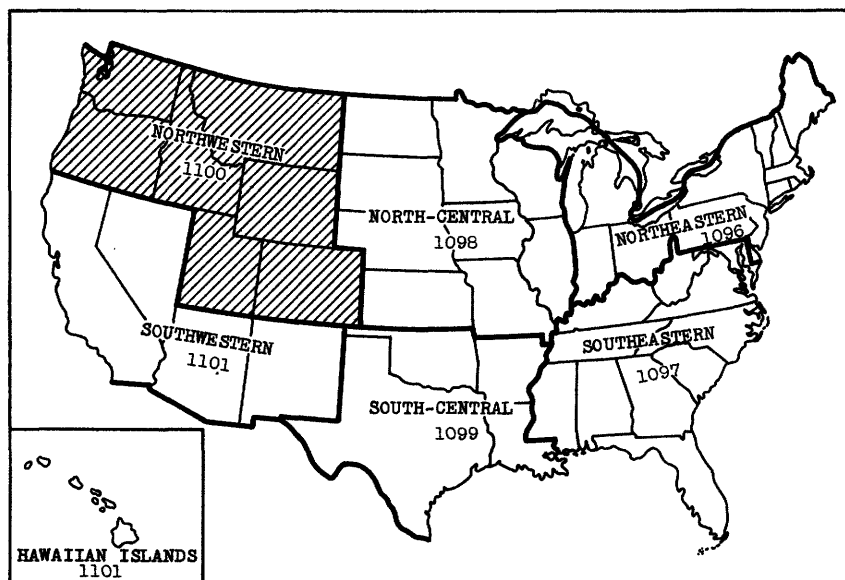 NORTHWESTERN
1100
NORTH-CENTRAL
1098
NORTHEASTERN
1096
SOUTHWESTERN
1101
SOUTHEASTERN
1097
SOUTH-CENTRAL
1099
HAWAIIAN ISLANDS
1101